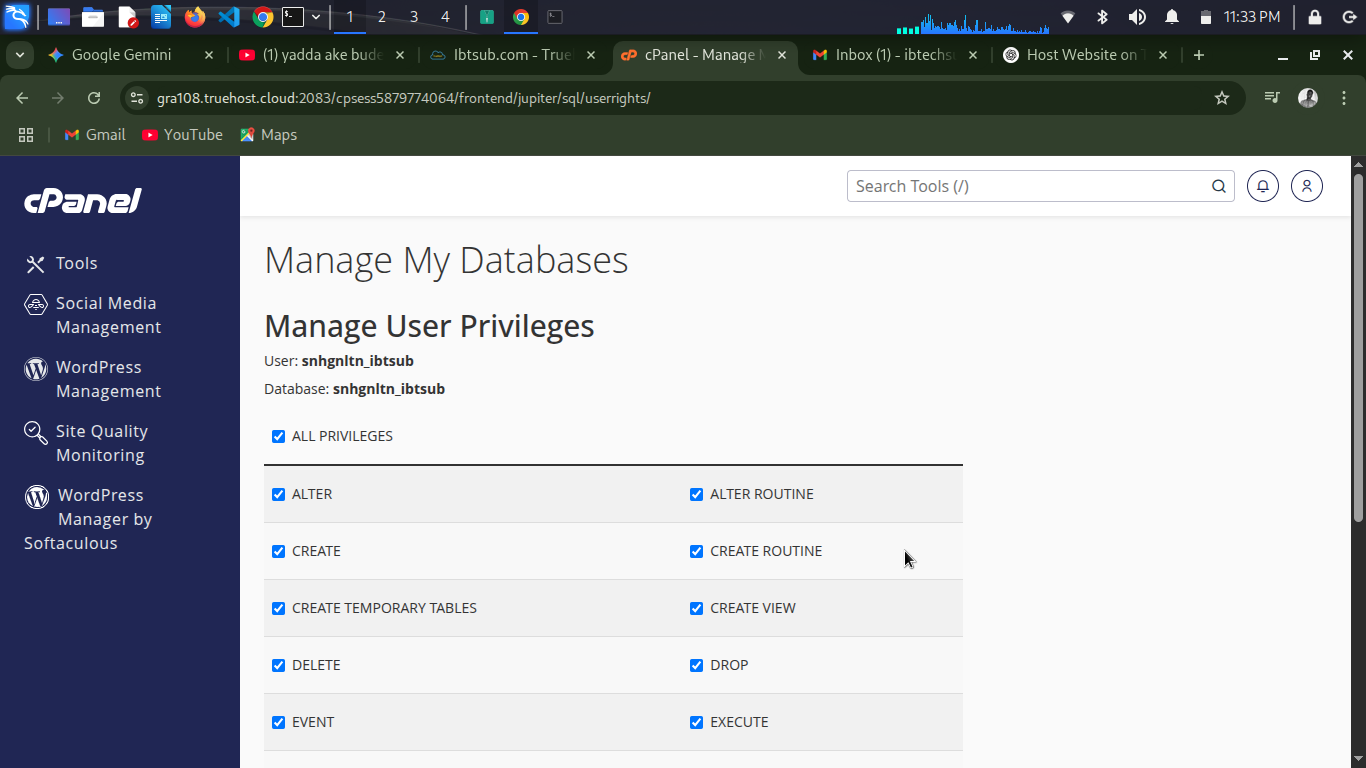 1 2 3 4 11:33 PM
Google Gemini (1) yadda ake bude Ibtsub.com - True cPanel - Manage M Inbox (1) - ibtechsu Host Website on T
gra108.truehost.cloud:2083/cpsess5879774064/frontend/jupiter/sql/userrights/
Gmail YouTube Maps
cPanel
Search Tools (/)
Tools
Social Media
Management
WordPress
Management
Site Quality
Monitoring
WordPress
Manager by
Softaculous
Manage My Databases
Manage User Privileges
User: snhgnltn_ibtsub
Database: snhgnltn_ibtsub
ALL PRIVILEGES
ALTER ALTER ROUTINE
CREATE CREATE ROUTINE
CREATE TEMPORARY TABLES CREATE VIEW
DELETE DROP
EVENT EXECUTE